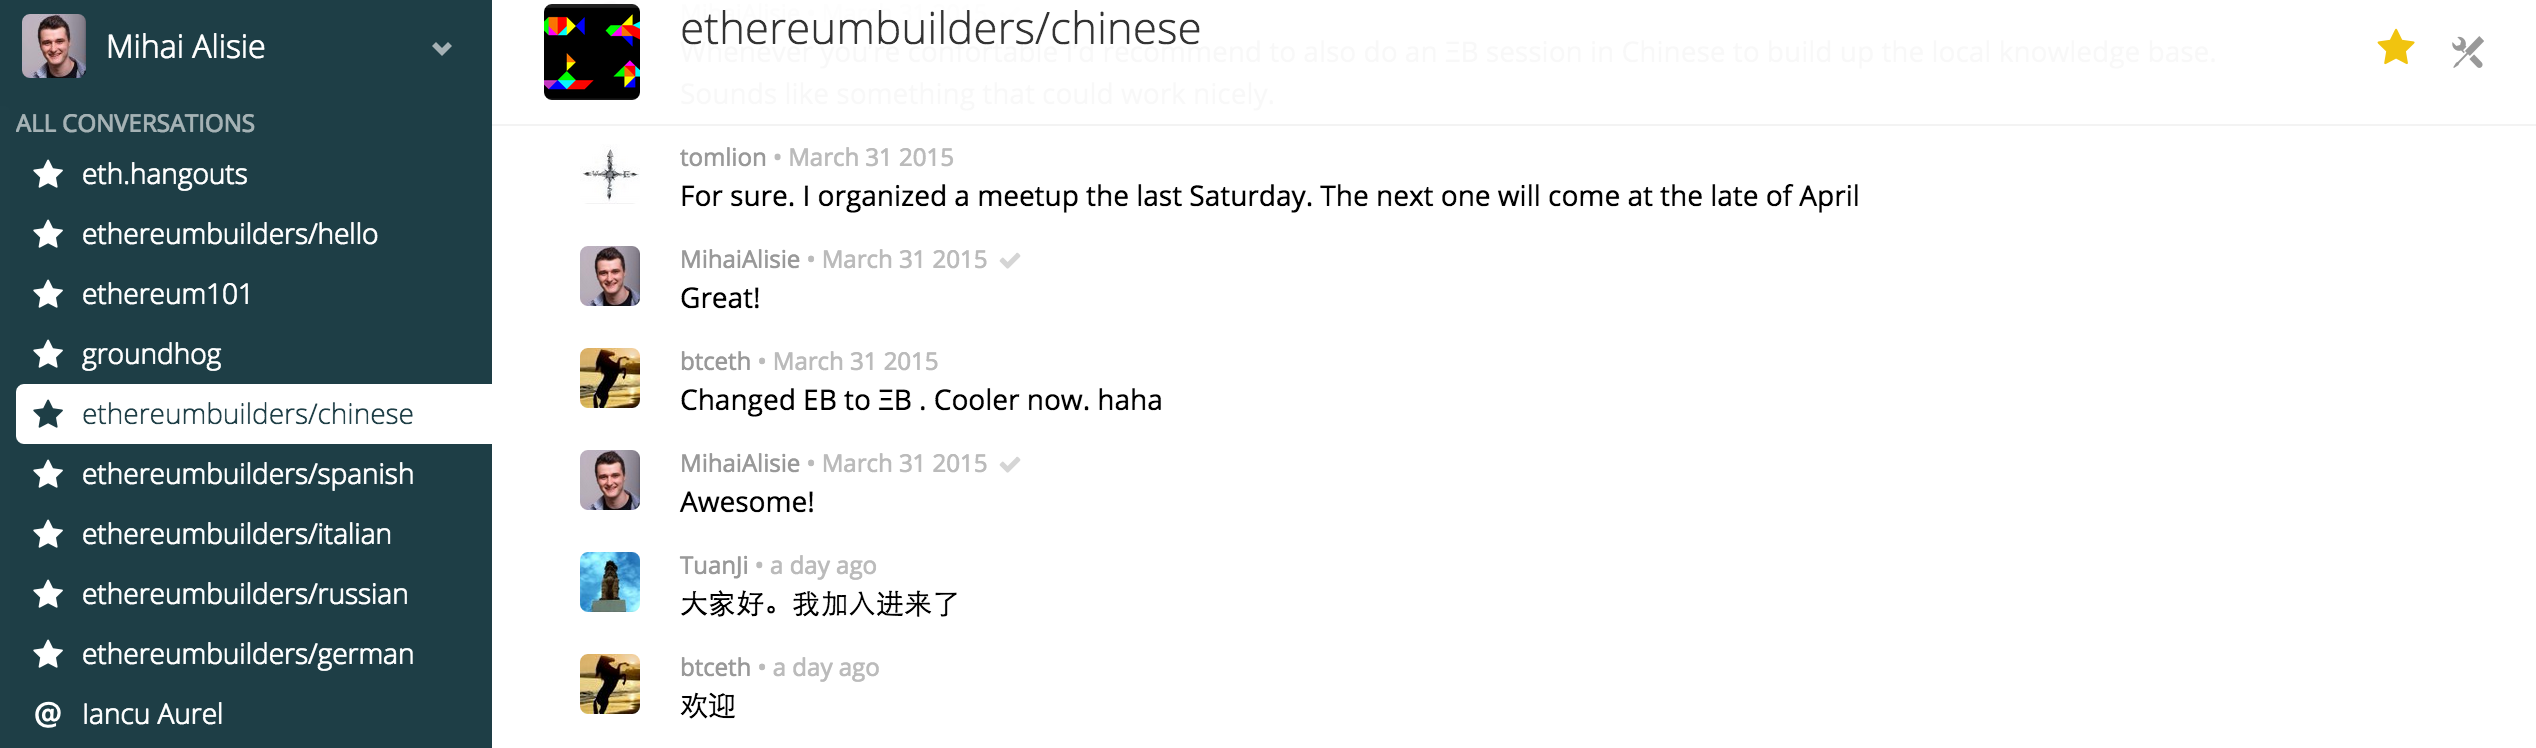 Mihai Alisie
ALL CONVERSATIONS
eth.hangouts
ethereumbuilders/hello
ethereum101
groundhog
ethereumbuilders/chinese
ethereumbuilders/spanish
ethereumbuilders/italian
ethereumbuilders/russian
ethereumbuilders/german
@ Iancu Aurel
ethereumbuilders/chinese
Whenever you're comfortable I'd recommend to also do an ΞB session in Chinese to build up the local knowledge base.
Sounds like something that could work nicely.
tomlion • March 31 2015
For sure. I organized a meetup the last Saturday. The next one will come at the late of April
MihaiAlisie • March 31 2015
Great!
btceth • March 31 2015
Changed EB to ΞB . Cooler now. haha
MihaiAlisie • March 31 2015
Awesome!
TuanJi • a day ago
大家好。我加入进来了
btceth • a day ago
欢迎